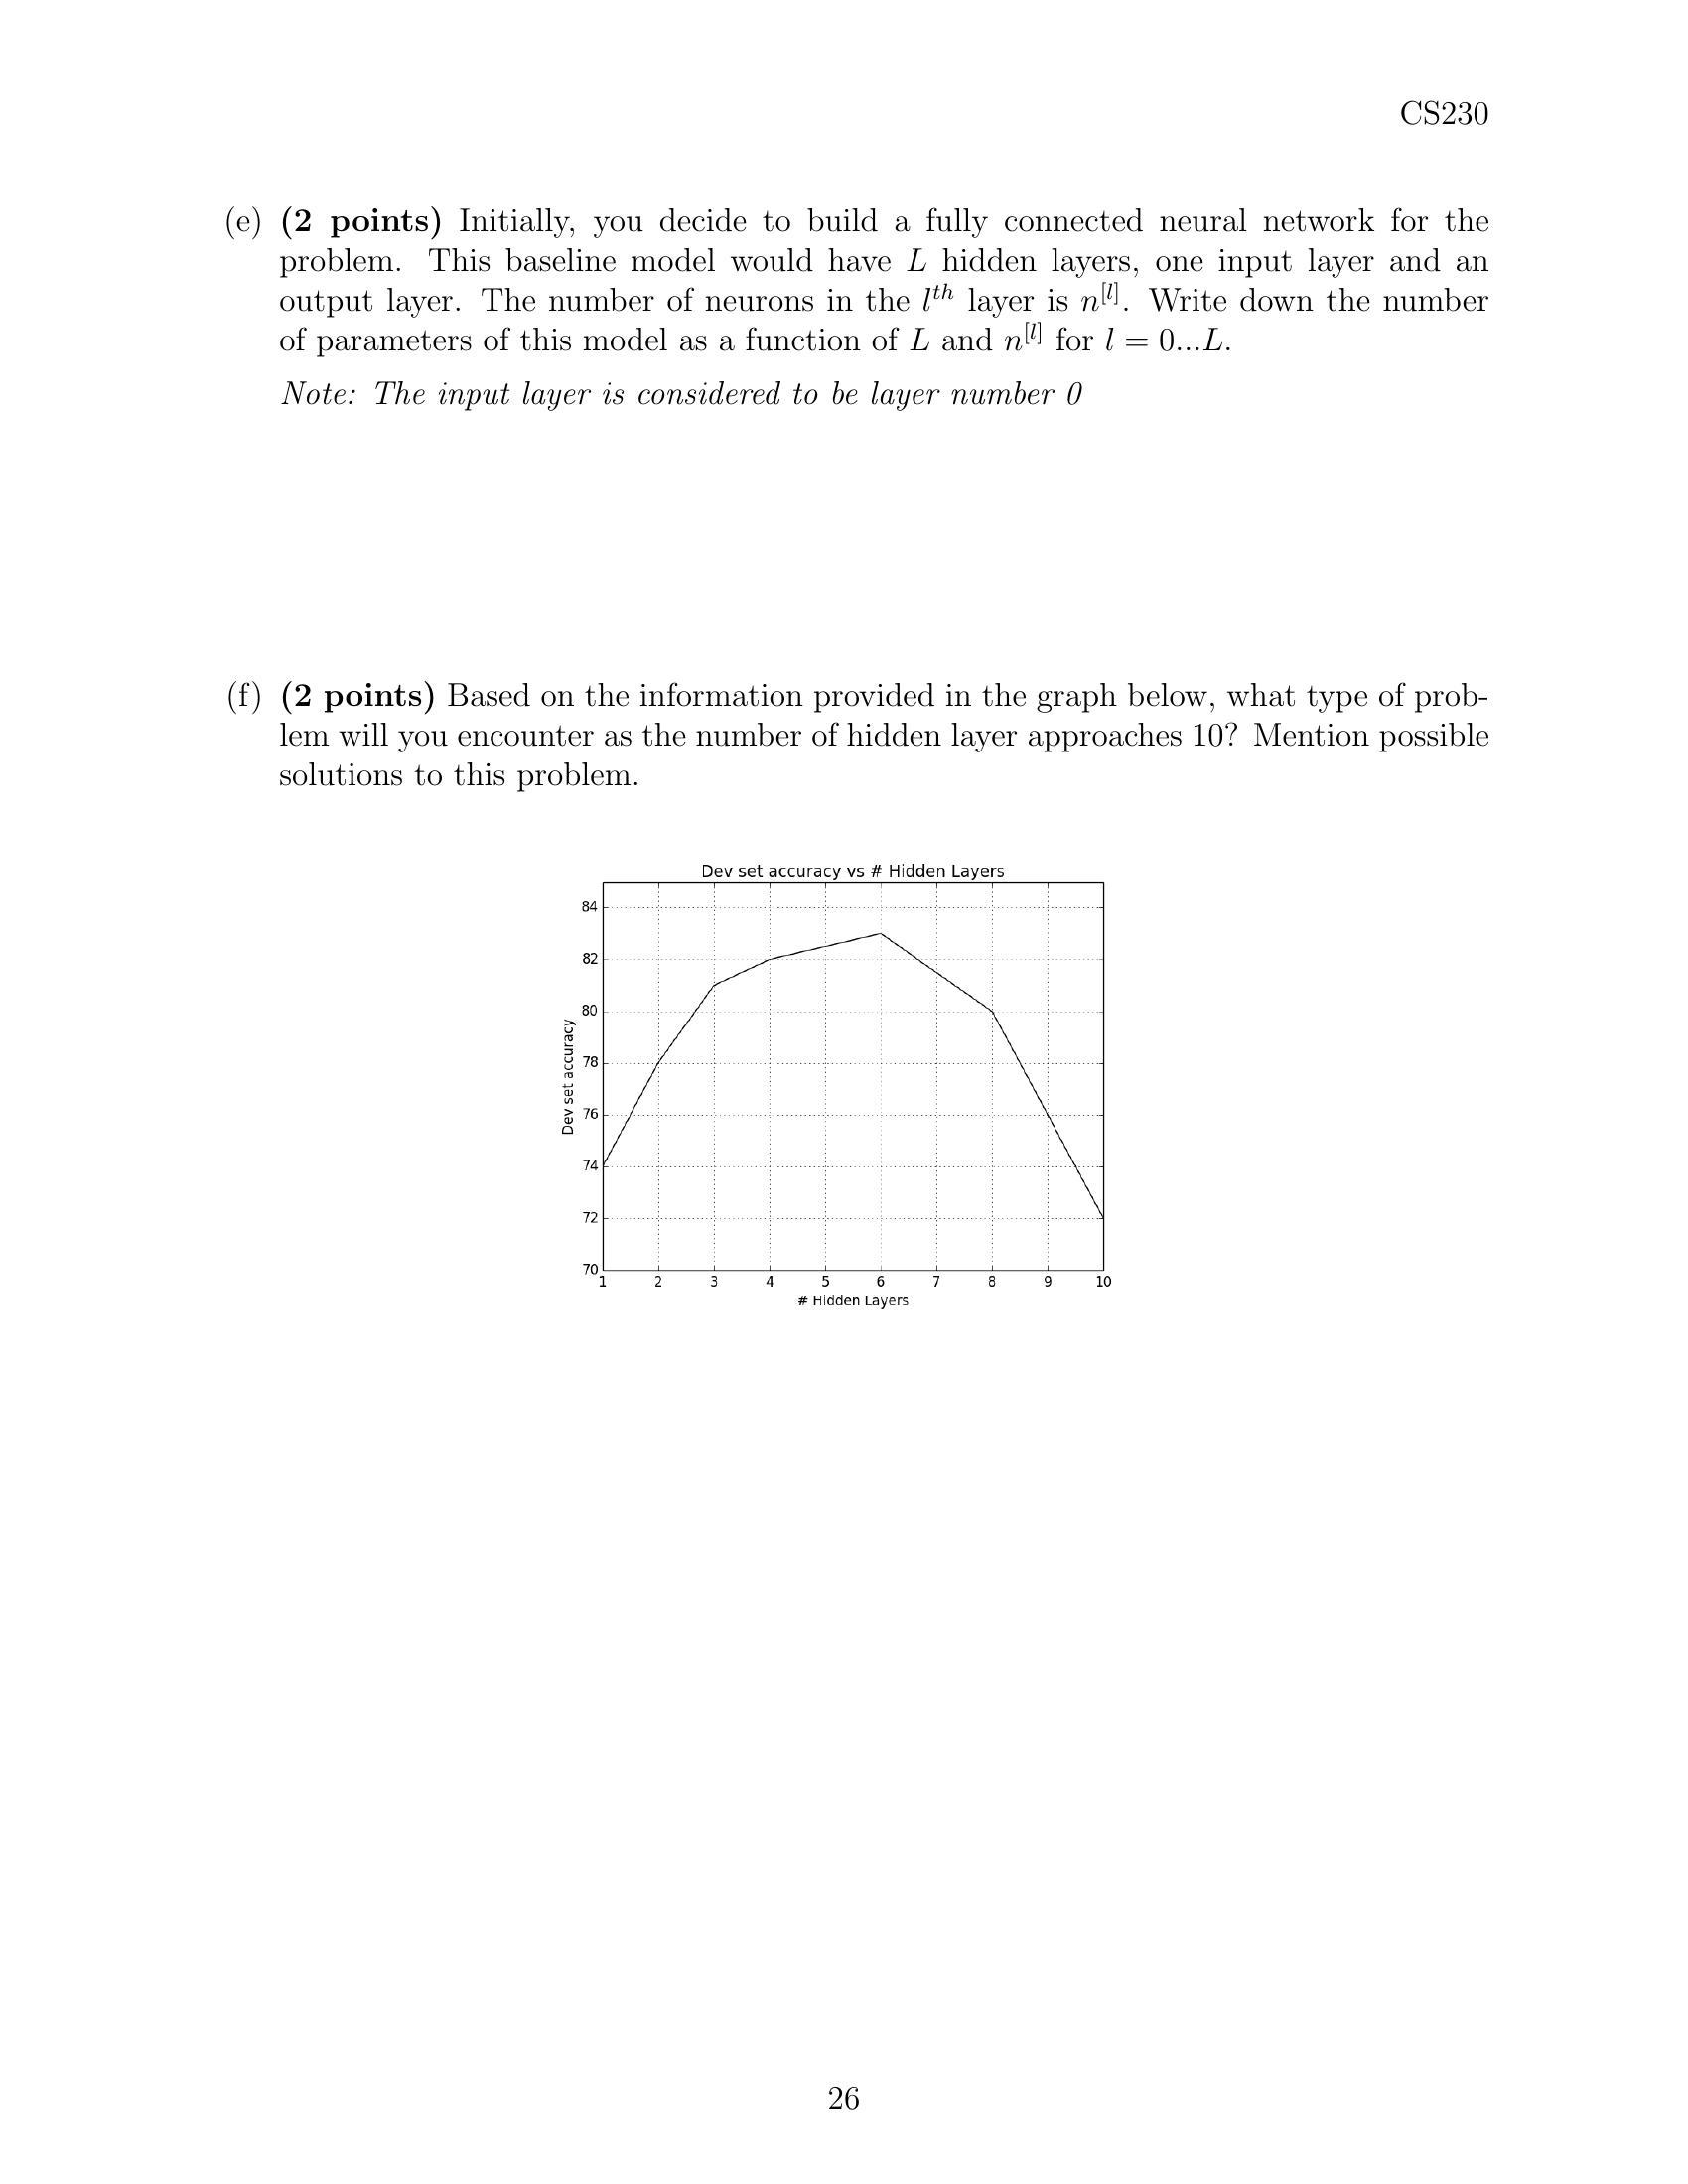 CS230
(e) (2 points) Initially, you decide to build a fully connected neural network for the
problem. This baseline model would have L hidden layers, one input layer and an
output layer. The number of neurons in the l^{th} layer is n^{[l]}. Write down the number
of parameters of this model as a function of L and n^{[l]} for l = 0...L.
Note: The input layer is considered to be layer number 0
(f) (2 points) Based on the information provided in the graph below, what type of prob-
lem will you encounter as the number of hidden layer approaches 10? Mention possible
solutions to this problem.
Dev set accuracy vs # Hidden Layers
Dev set accuracy
84
82
80
78
76
74
72
70
1 2 3 4 5 6 7 8 9 10
# Hidden Layers
26